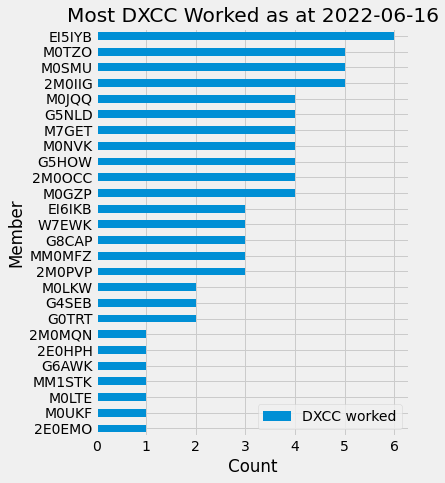 Most DXCC Worked as at 2022-06-16
EI5IYB
M0TZO
M0SMU
2M0IIG
M0JQQ
G5NLD
M7GET
M0NVK
G5HOW
2M0OCC
M0GZP
EI6IKB
W7EWK
G8CAP
MM0MFZ
2M0PVP
M0LKW
G4SEB
G0TRT
2M0MQN
2E0HPH
G6AWK
MM1STK
M0LTE
M0UKF
2E0EMO
Member
DXCC worked
0 1 2 3 4 5 6
Count